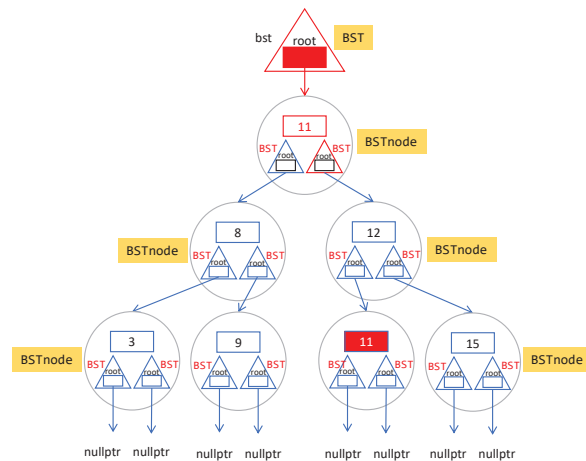 bst root BST
11
BST root root BST BSTnode
8 12
BSTnode BST root root BST BST root root BST BSTnode
3 9 11 15
BSTnode BST root root BST BST root root BST BST root root BST BST root root BST BSTnode
nullptr nullptr nullptr nullptr nullptr nullptr nullptr nullptr